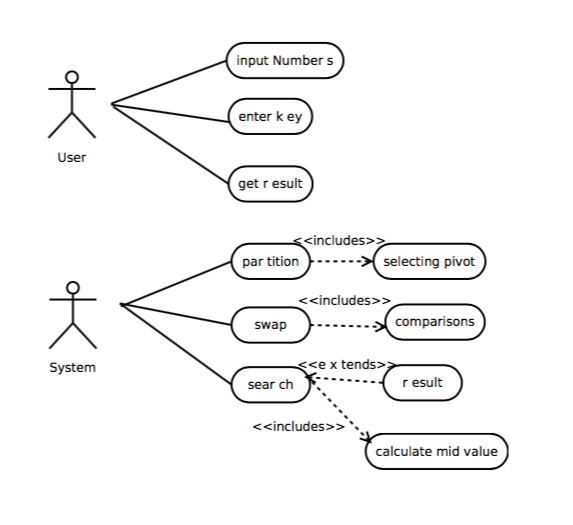 input Number s
enter k ey
User
get r esult
<<includes>>
par tition
selecting pivot
<<includes>>
swap
comparisons
System
<<e x tends>>
sear ch
r esult
<<includes>>
calculate mid value